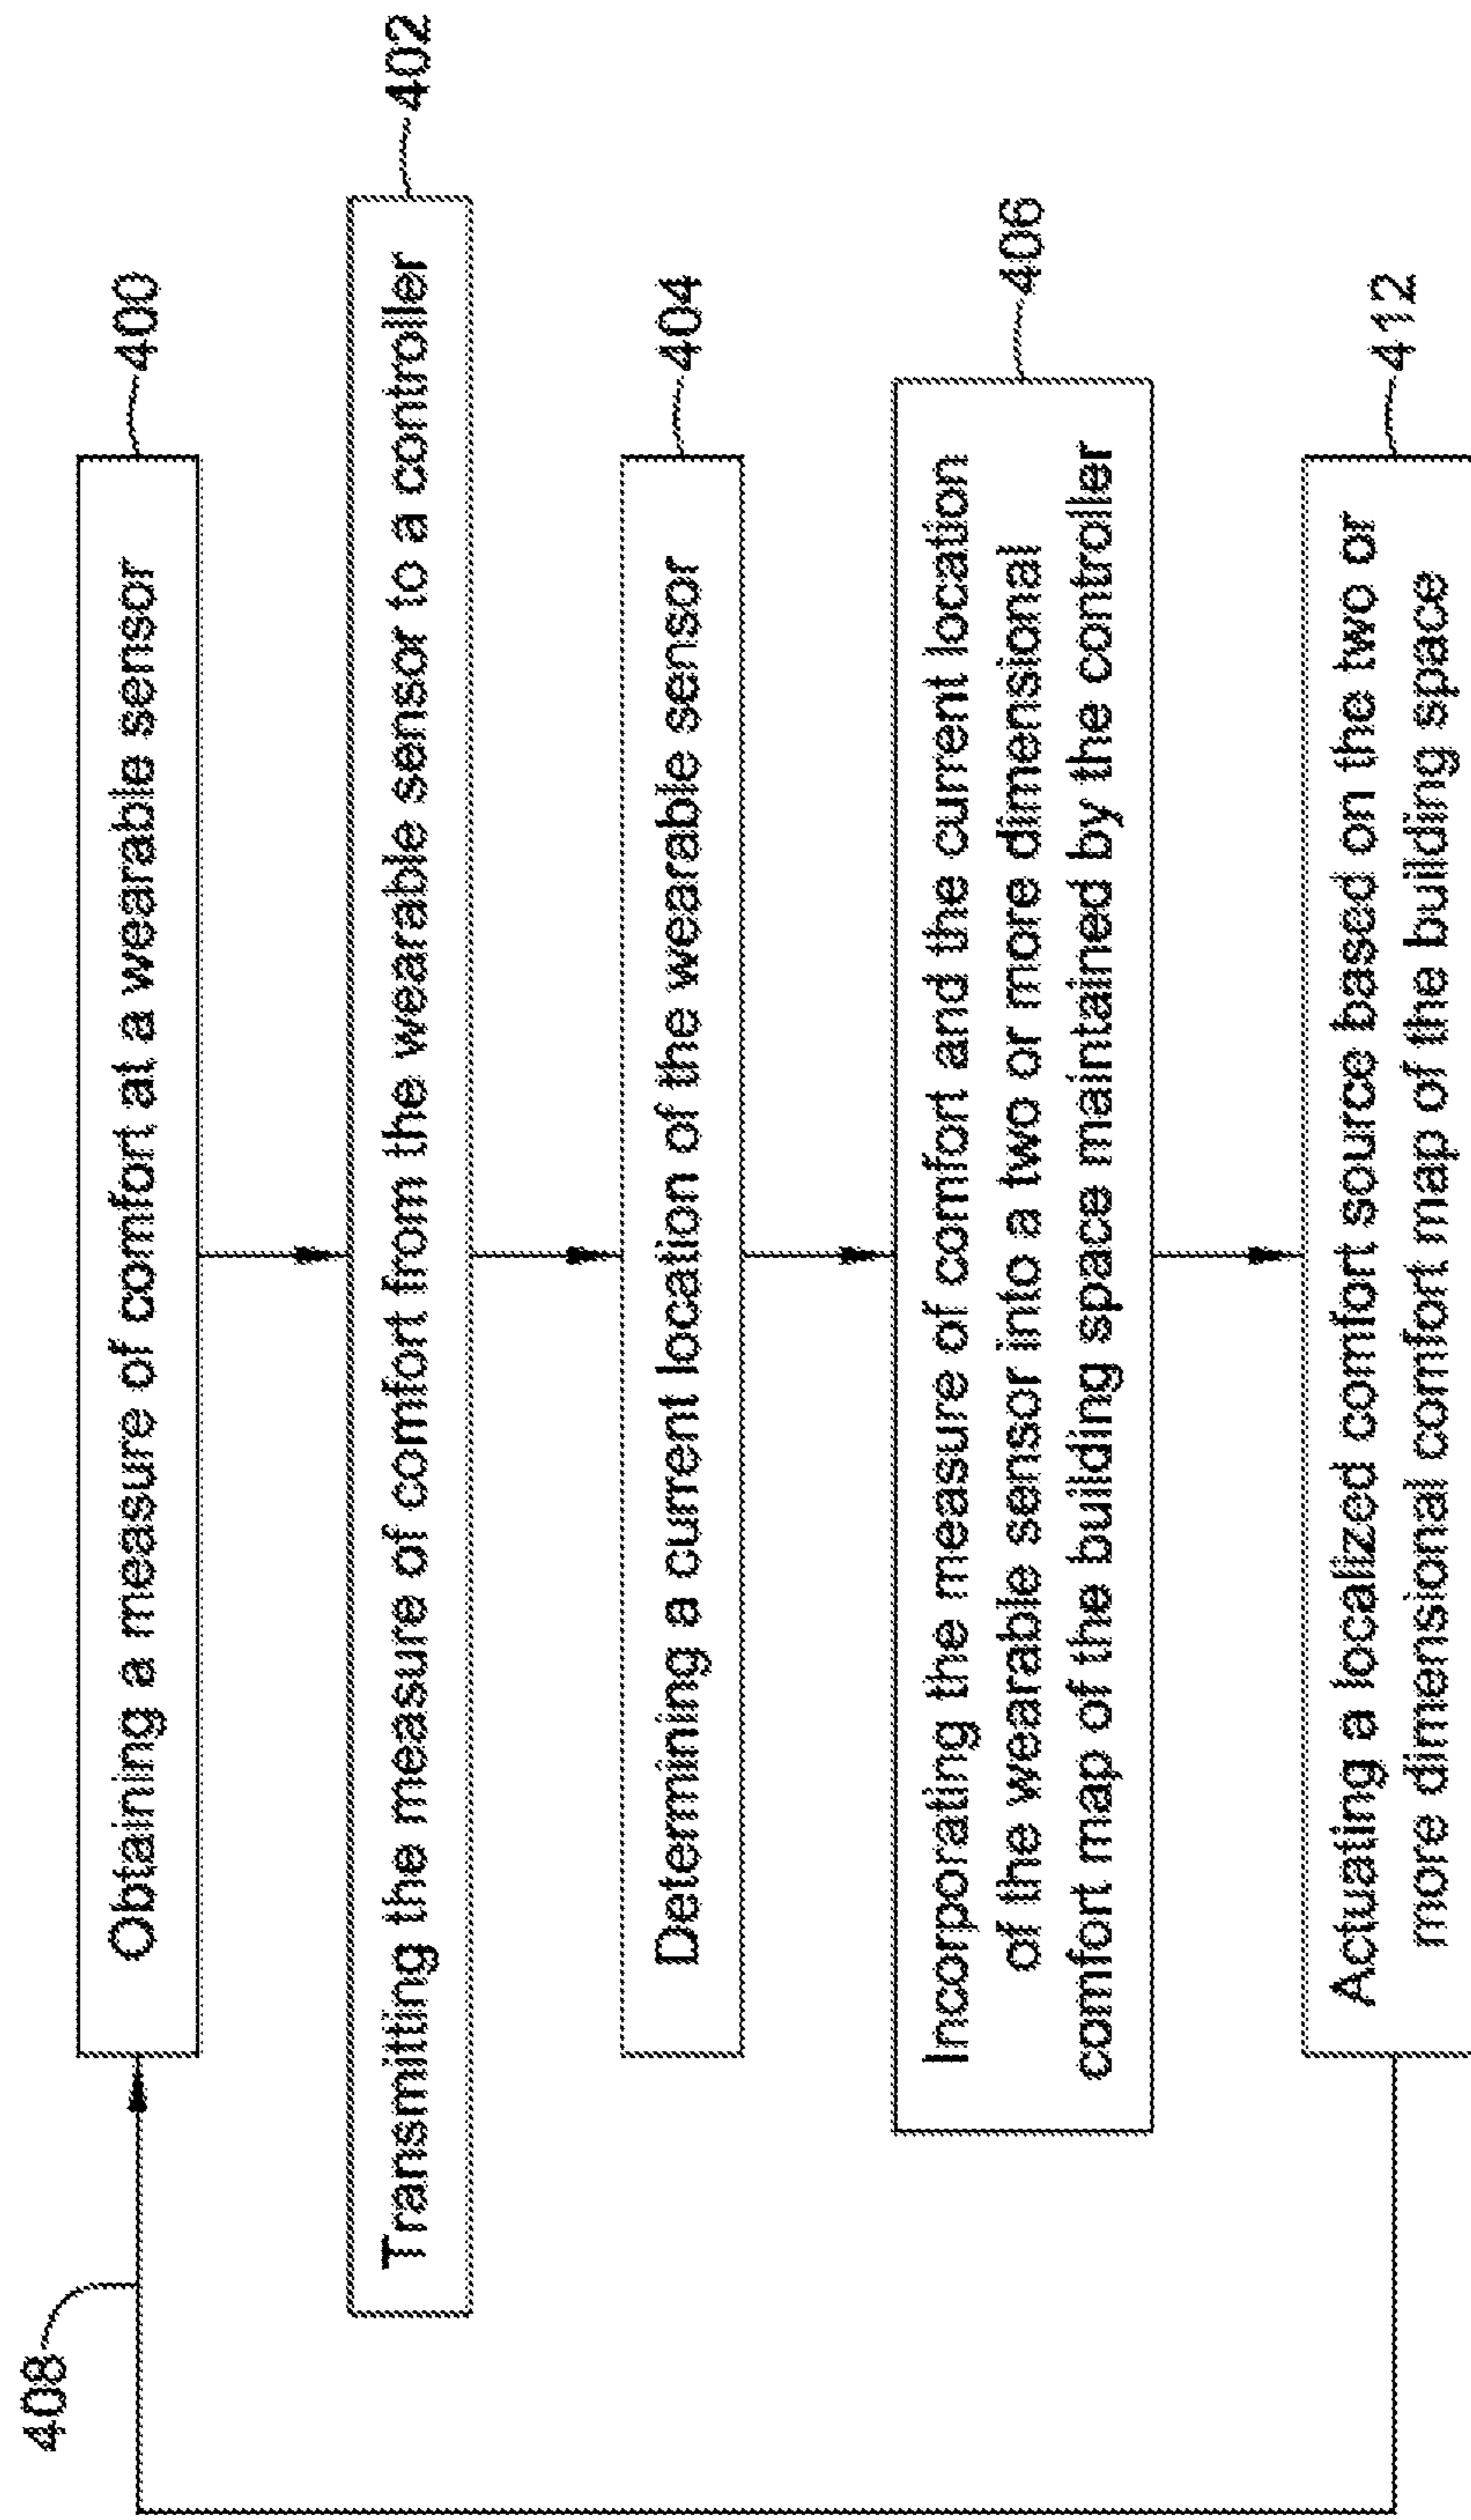 408
Obtaining a measure of comfort at a wearable sensor
400
Transmitting the measure of comfort from the wearable sensor to a controller
402
Determining a current location of the wearable sensor
404
Incorporating the measure of comfort and the current location
of the wearable sensor into a two or more dimensional
comfort map of the building space maintained by the controller
406
Actuating a localized comfort source based on the two or
more dimensional comfort map of the building space
412